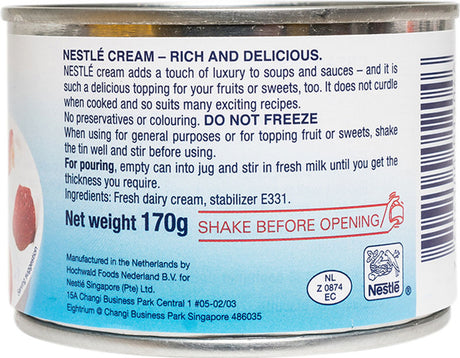 NESTLÉ CREAM – RICH AND DELICIOUS.
NESTLÉ cream adds a touch of luxury to soups and sauces – and it is
such a delicious topping for your fruits or sweets, too. It does not curdle
when cooked and so suits many exciting recipes.
No preservatives or colouring. DO NOT FREEZE
When using for general purposes or for topping fruit or sweets, shake
the tin well and stir before using.
For pouring, empty can into jug and stir in fresh milk until you get the
thickness you require.
Ingredients: Fresh dairy cream, stabilizer E331.
Net weight 170g
SHAKE BEFORE OPENING
Manufactured in the Netherlands by
Hochwald Foods Nederland B.V. for
Nestlé Singapore (Pte) Ltd.
15A Changi Business Park Central 1 #05-02/03
Eightrium @ Changi Business Park Singapore 486035
NL
Z 0874
EC
Nestlé